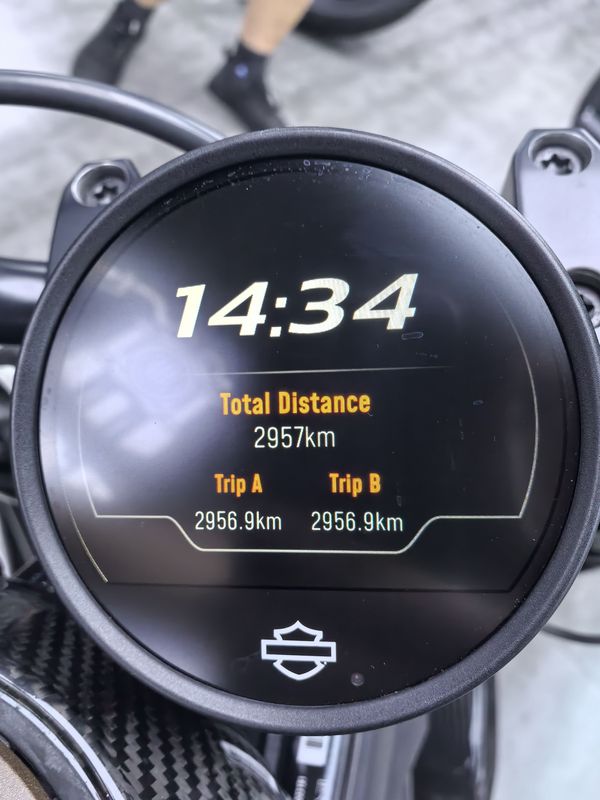 14:34
Total Distance
2957km
Trip A Trip B
2956.9km 2956.9km